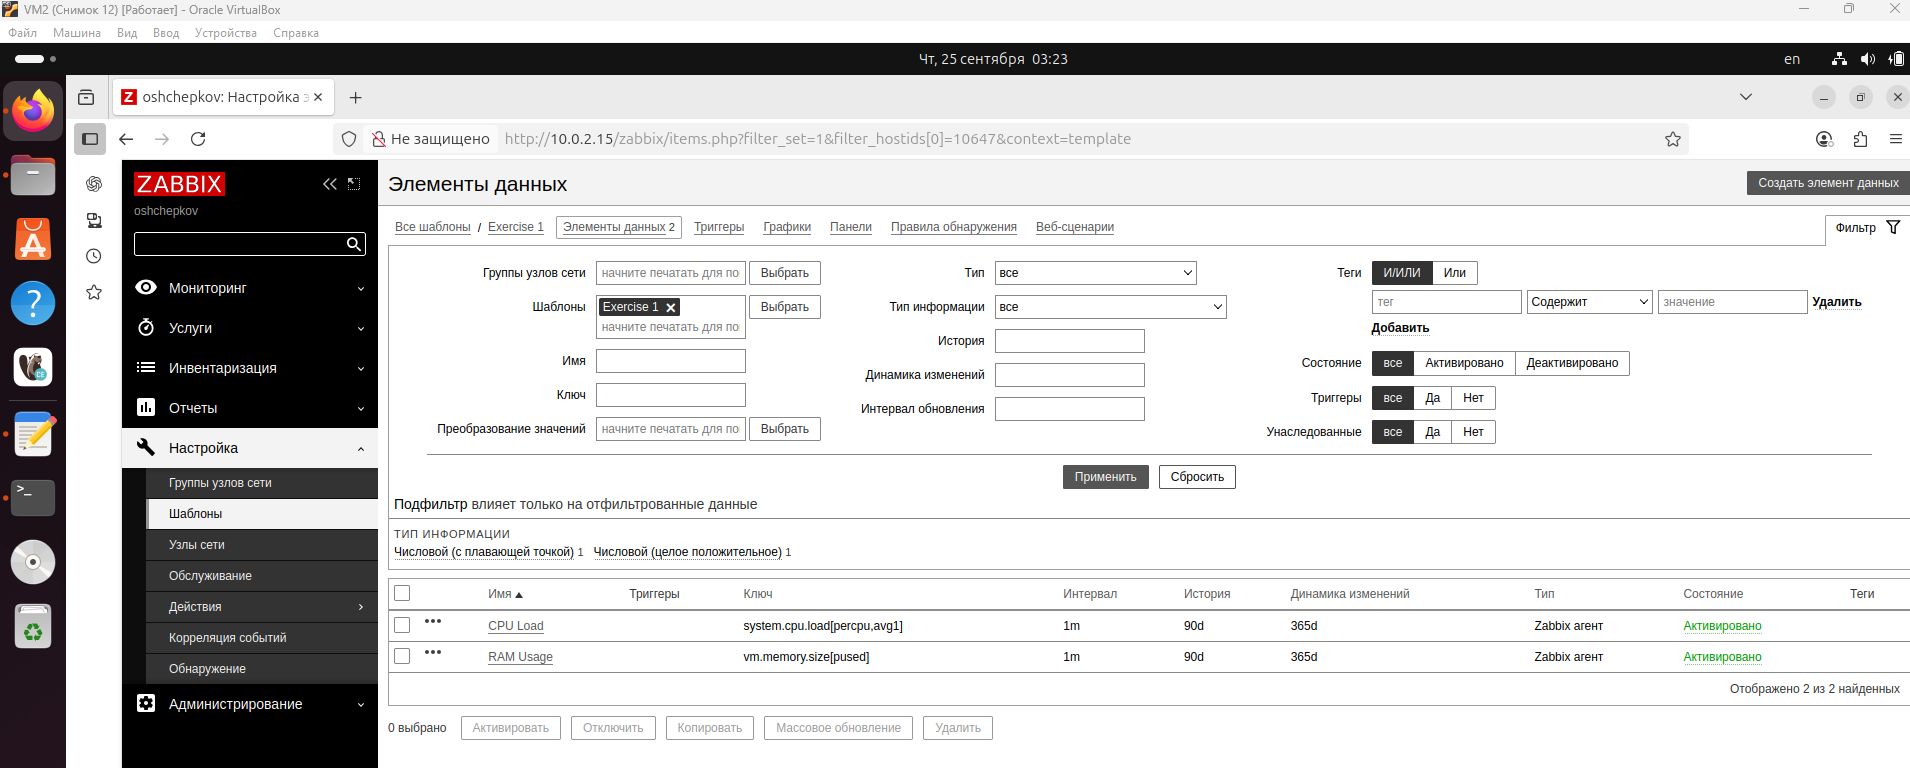 VM2 (Снимок 12) [Работает] - Oracle VirtualBox
Файл Машина Вид Ввод Устройства Справка
Чт, 25 сентября 03:23 en
oshchepkov: Настройка э
Не защищено http://10.0.2.15/zabbix/items.php?filter_set=1&filter_hostids[0]=10647&context=template
ZABBIX
oshchepkov
Мониторинг
Услуги
Инвентаризация
Отчеты
Настройка
Группы узлов сети
Шаблоны
Узлы сети
Обслуживание
Действия
Корреляция событий
Обнаружение
Администрирование
Элементы данных Создать элемент данных
Все шаблоны / Exercise 1 Элементы данных 2 Триггеры Графики Панели Правила обнаружения Веб-сценарии Фильтр
Группы узлов сети начните печатать для по Выбрать Тип все Теги И/ИЛИ Или
тег Содержит значение Удалить
Шаблоны Exercise 1 Выбрать Тип информации все
начните печатать для по Добавить
История
Имя Состояние все Активировано Деактивировано
Динамика изменений
Ключ Триггеры все Да Нет
Интервал обновления
Преобразование значений начните печатать для по Выбрать Унаследованные все Да Нет
Применить Сбросить
Подфильтр влияет только на отфильтрованные данные
ТИП ИНФОРМАЦИИ
Числовой (с плавающей точкой) 1 Числовой (целое положительное) 1
Имя Триггеры Ключ Интервал История Динамика изменений Тип Состояние Теги
CPU Load system.cpu.load[percpu,avg1] 1m 90d 365d Zabbix агент Активировано
RAM Usage vm.memory.size[pused] 1m 90d 365d Zabbix агент Активировано
Отображено 2 из 2 найденных
0 выбрано Активировать Отключить Копировать Массовое обновление Удалить